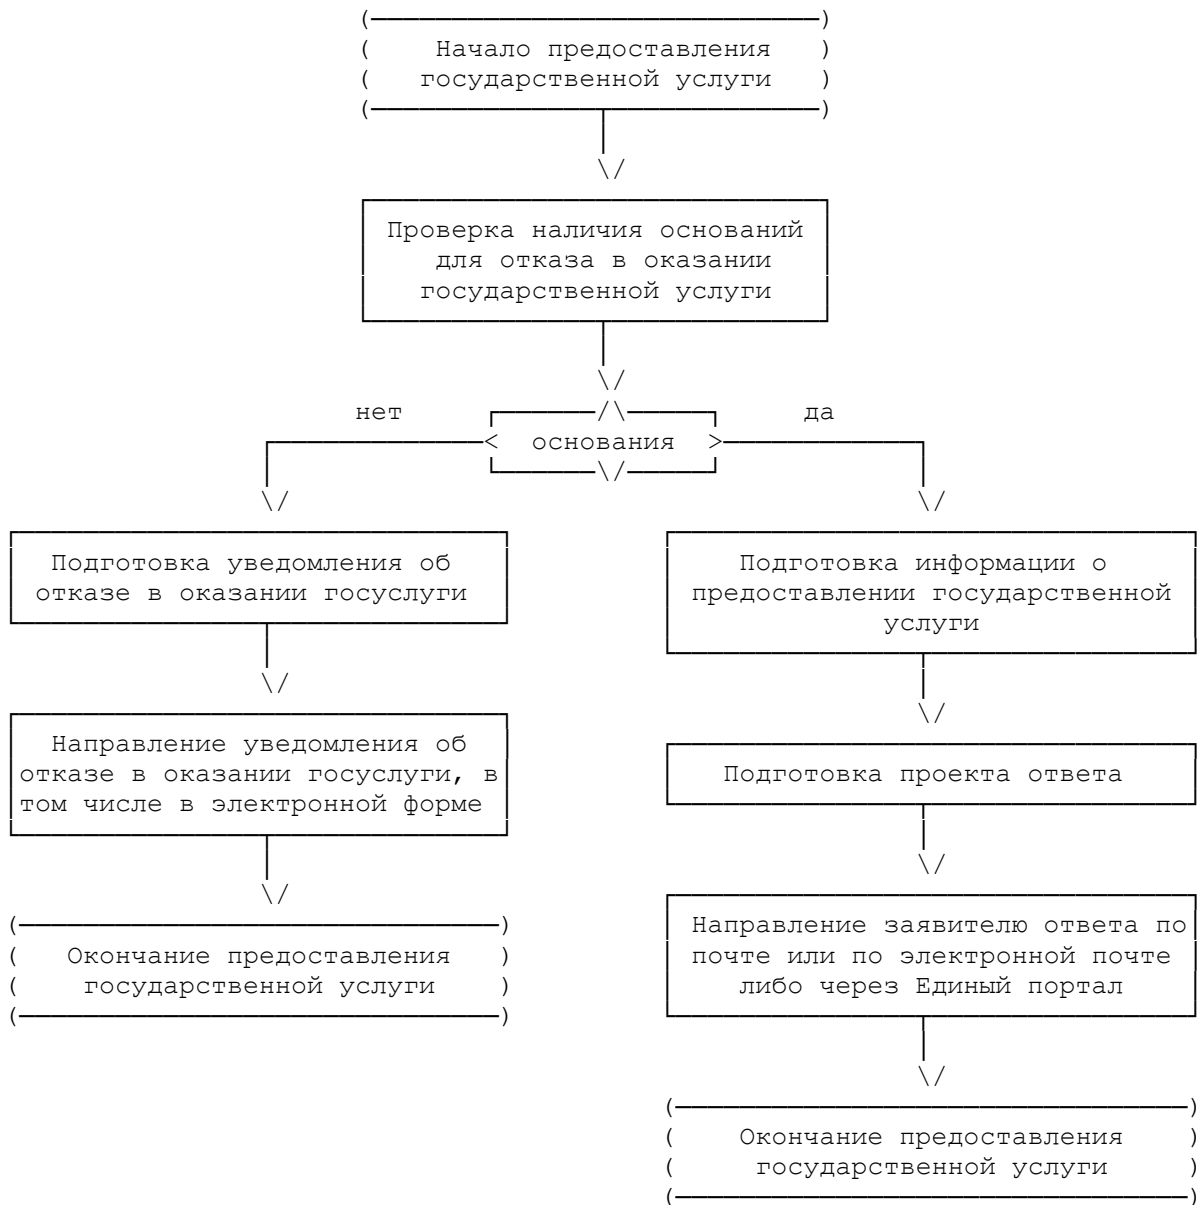 Начало предоставления
государственной услуги
Проверка наличия оснований
для отказа в оказании
государственной услуги
нет
да
основания
Подготовка уведомления об
отказе в оказании госуслуги
Подготовка информации о
предоставлении государственной
услуги
Направление уведомления об
отказе в оказании госуслуги, в
том числе в электронной форме
Подготовка проекта ответа
Окончание предоставления
государственной услуги
Направление заявителю ответа по
почте или по электронной почте
либо через Единый портал
Окончание предоставления
государственной услуги